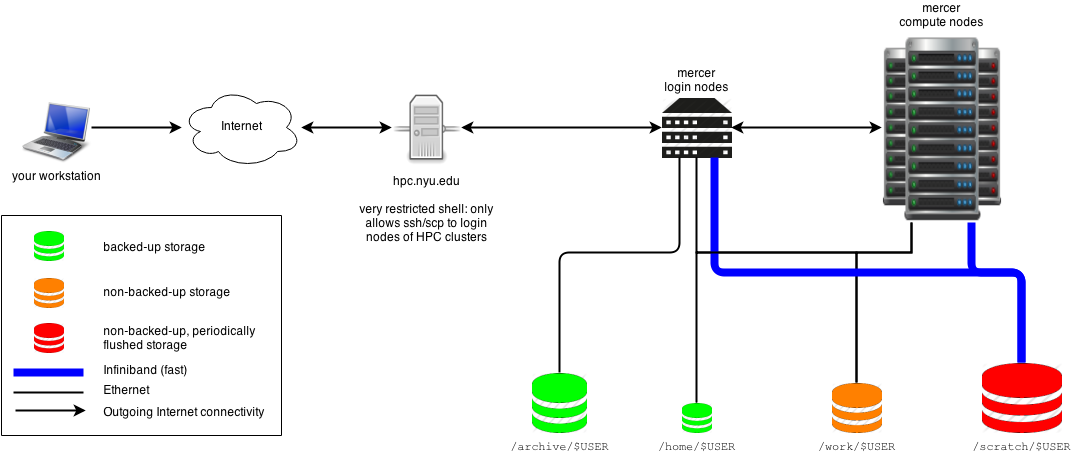 mercer
compute nodes
mercer
login nodes
Internet
your workstation
hpc.nyu.edu
very restricted shell: only
allows ssh/scp to login
nodes of HPC clusters
backed-up storage
non-backed-up storage
non-backed-up, periodically
flushed storage
Infiniband (fast)
Ethernet
Outgoing Internet connectivity
/archive/$USER
/home/$USER
/work/$USER
/scratch/$USER